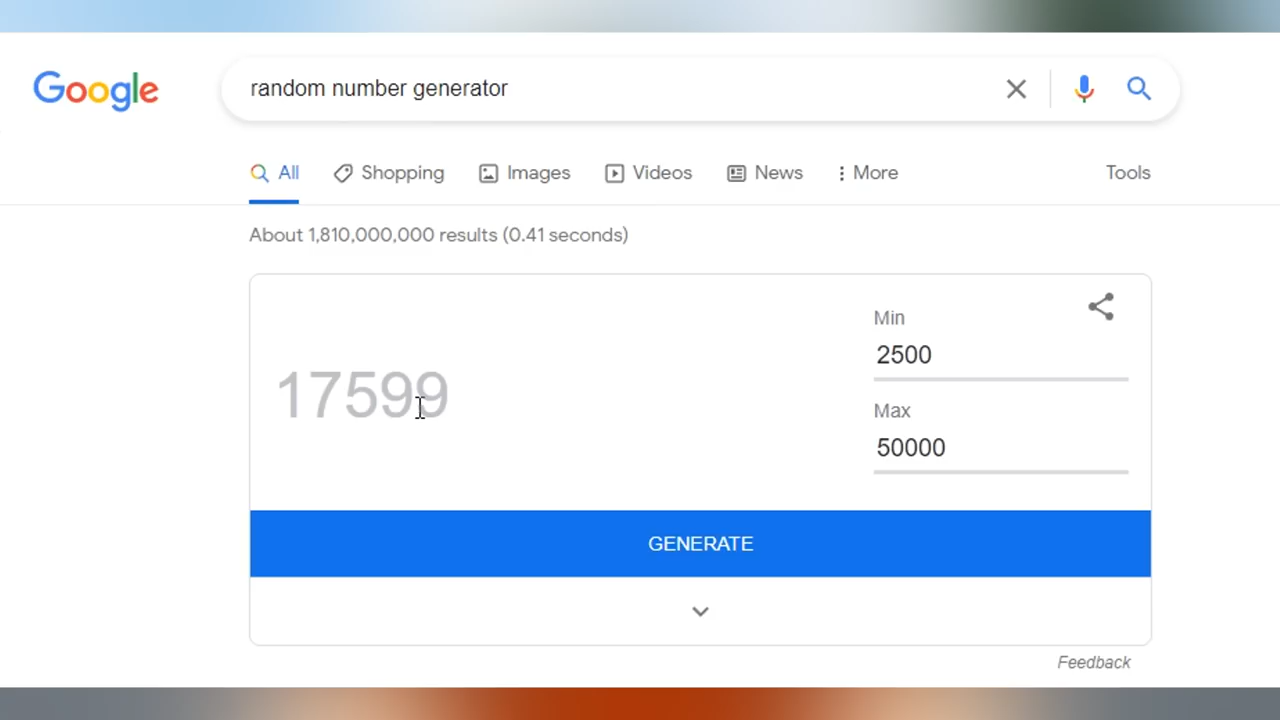 Google
random number generator
All Shopping Images Videos News More Tools
About 1,810,000,000 results (0.41 seconds)
Min
2500
17599
Max
50000
GENERATE
Feedback